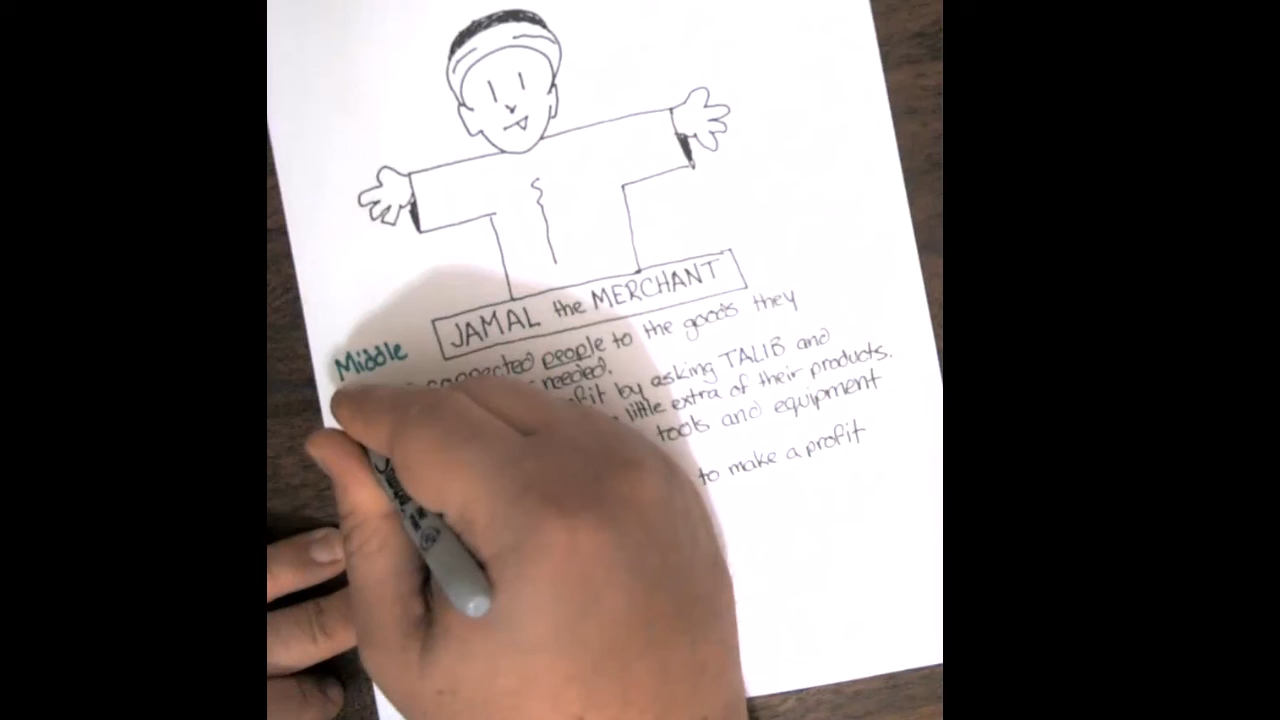 JAMAL the MERCHANT
Middle
connected people to the goods they
needed.
by asking TALIB and
little extra of their products.
tools and equipment
to make a profit